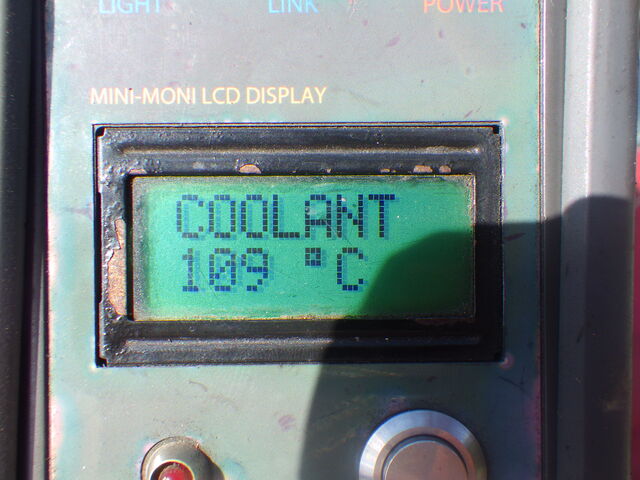 LIGHT LINK POWER
MINI-MONI LCD DISPLAY
COOLANT
109 °C